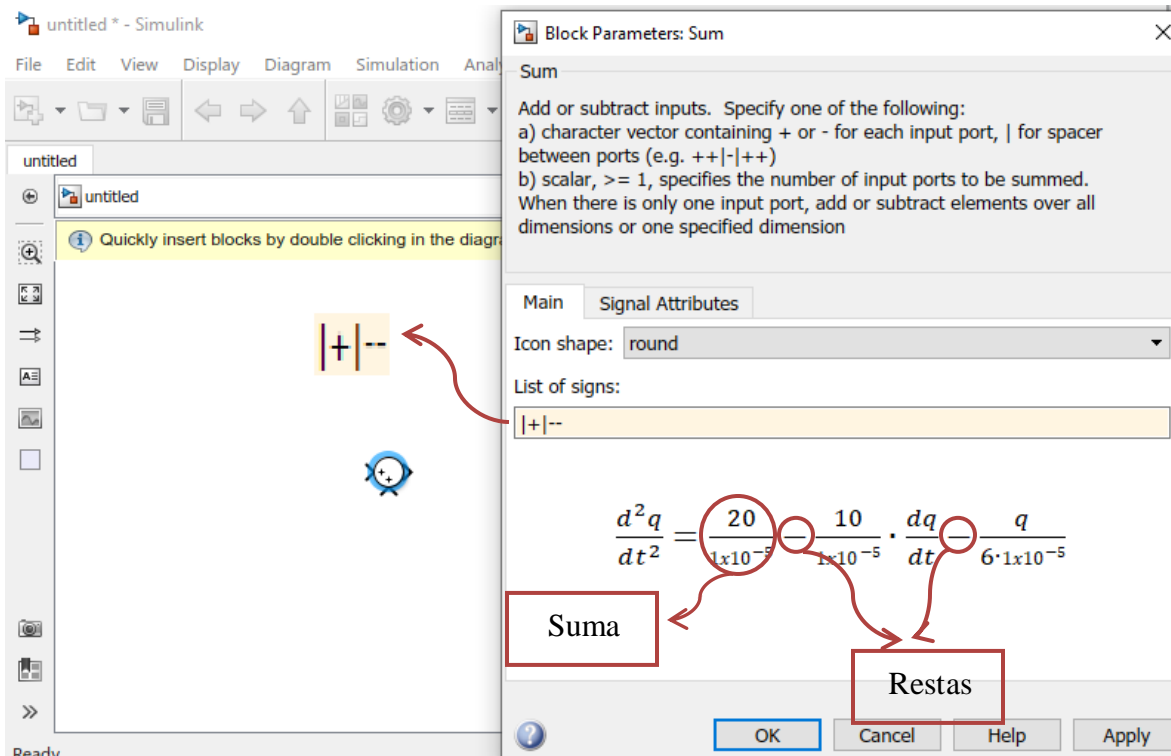 untitled * - Simulink
File Edit View Display Diagram Simulation
untitled
untitled
Quickly insert blocks by double clicking in the
|+|--
Ready
Block Parameters: Sum
Sum
Add or subtract inputs. Specify one of the following:
a) character vector containing + or - for each input port, | for spacer
between ports (e.g. ++|-|++)
b) scalar, >= 1, specifies the number of input ports to be summed.
When there is only one input port, add or subtract elements over all
dimensions or one specified dimension
Main Signal Attributes
Icon shape: round
List of signs:
|+|--
d²q/dt² = 20/1x10⁻⁵ − 10/1x10⁻⁵ · dq/dt − q/6·1x10⁻⁵
Suma
Restas
OK Cancel Help Apply